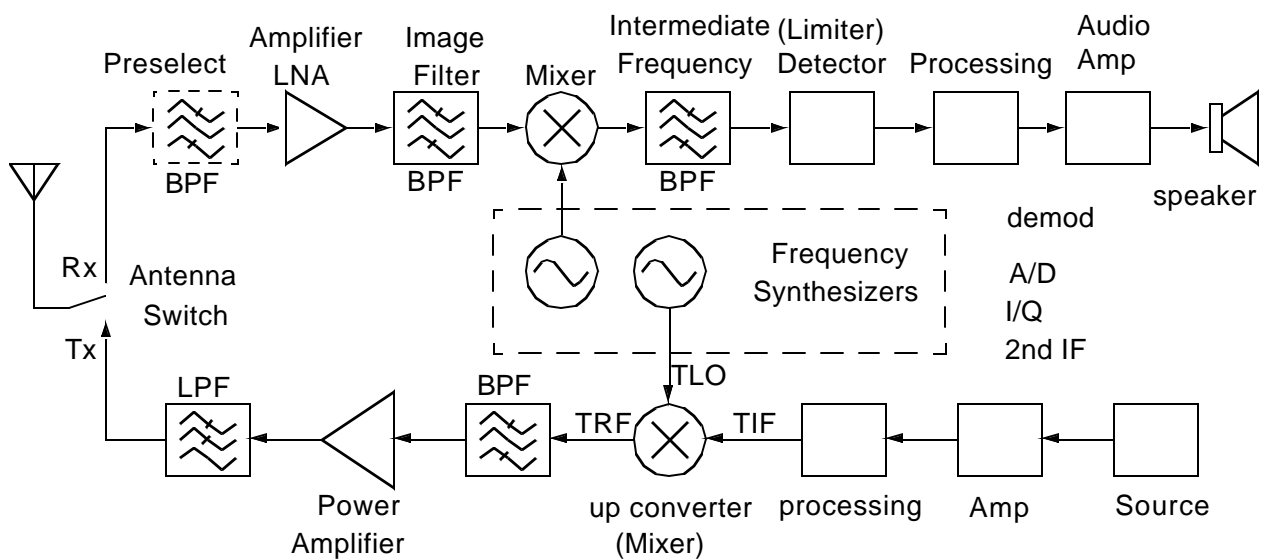 Preselect
BPF
Amplifier
LNA
Image
Filter
BPF
Mixer
Intermediate
Frequency
BPF
(Limiter)
Detector
Processing
Audio
Amp
speaker
demod
A/D
I/Q
2nd IF
Frequency
Synthesizers
Rx
Antenna
Switch
Tx
LPF
Power
Amplifier
BPF
TRF
TLO
up converter
(Mixer)
TIF
processing
Amp
Source